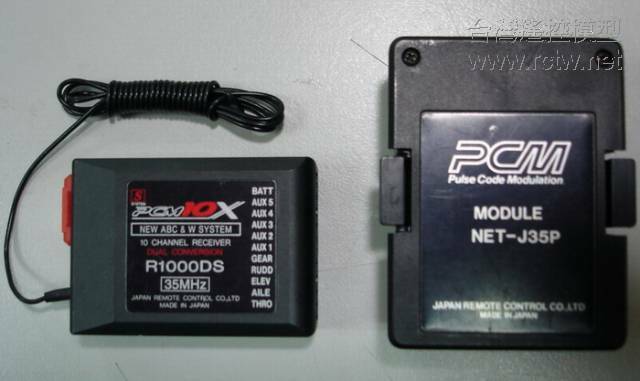 台灣遙控模型
www.rctw.net
S
SYSTEM
PCM10X
NEW ABC & W SYSTEM
10 CHANNEL RECEIVER
DUAL CONVERSION
R1000DS
35MHz
JAPAN REMOTE CONTROL CO.,LTD
MADE IN JAPAN
BATT
AUX 5
AUX 4
AUX 3
AUX 2
AUX 1
GEAR
RUDD
ELEV
AILE
THRO
PCM
Pulse Code Modulation
MODULE
NET-J35P
JAPAN REMOTE CONTROL CO.,LTD
MADE IN JAPAN